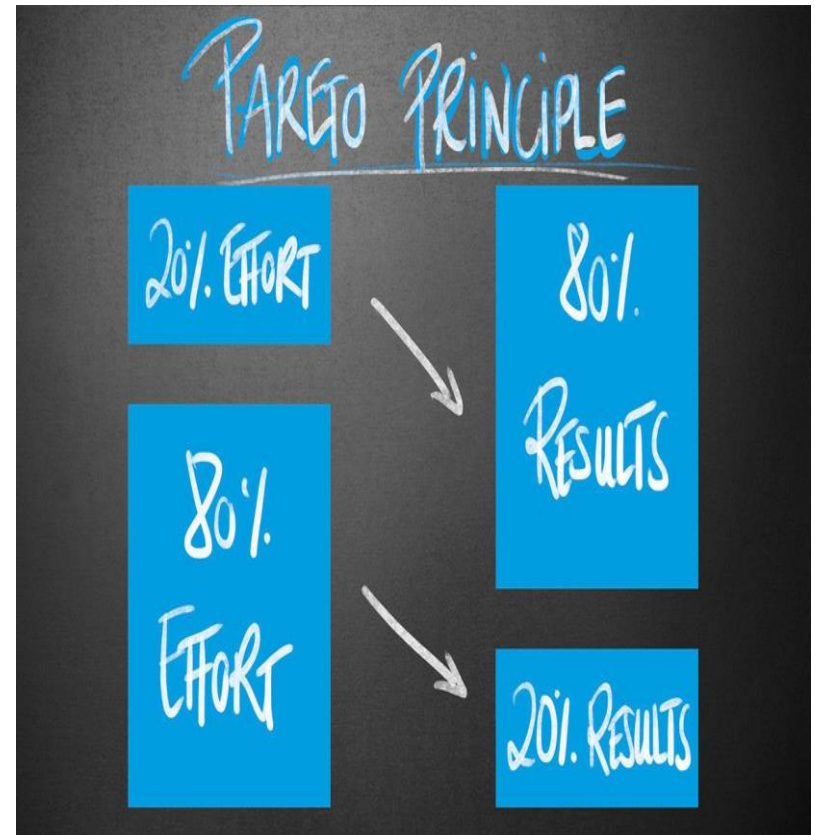 PARETO PRINCIPLE
20% EFFORT
80%
RESULTS
80%
EFFORT
20%. RESULTS